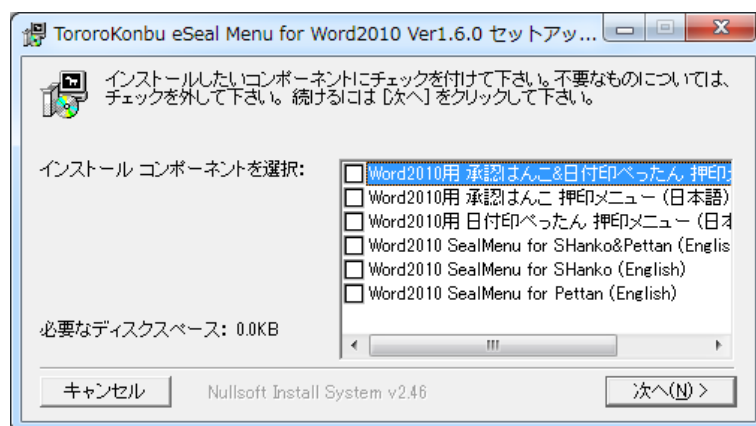 TororoKonbu eSeal Menu for Word2010 Ver1.6.0 セットアッ...
インストールしたいコンポーネントにチェックを付けて下さい。不要なものについては、
チェックを外して下さい。続けるには [次へ] をクリックして下さい。
インストール コンポーネントを選択:
Word2010用 承認はんこ&日付印ぺったん 押印
Word2010用 承認はんこ 押印メニュー (日本語)
Word2010用 日付印ぺったん 押印メニュー (日本
Word2010 SealMenu for SHanko&Pettan (Englis
Word2010 SealMenu for SHanko (English)
Word2010 SealMenu for Pettan (English)
必要なディスクスペース: 0.0KB
キャンセル
Nullsoft Install System v2.46
次へ(N) >